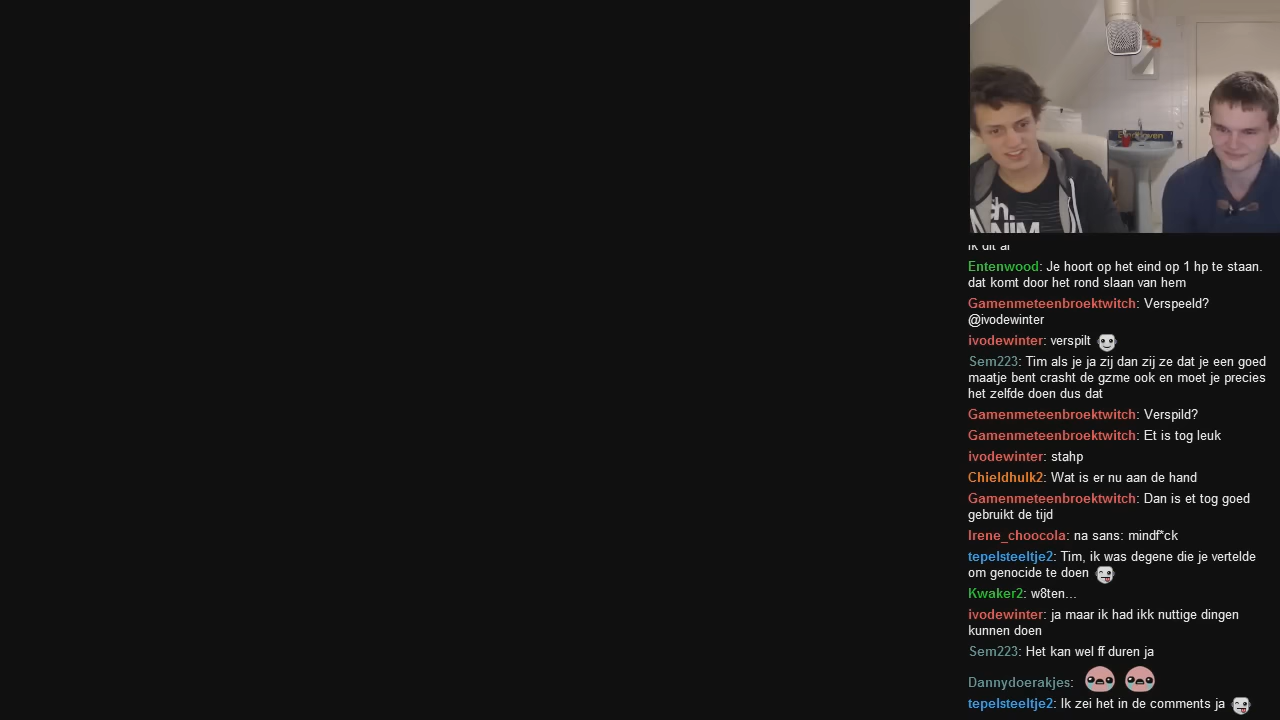 Eindhoven
ik dit al
Entenwood: Je hoort op het eind op 1 hp te staan.
dat komt door het rond slaan van hem
Gamenmeteenbroektwitch: Verspeeld?
@ivodewinter
ivodewinter: verspilt
Sem223: Tim als je ja zij dan zij ze dat je een goed
maatje bent crasht de gzme ook en moet je precies
het zelfde doen dus dat
Gamenmeteenbroektwitch: Verspild?
Gamenmeteenbroektwitch: Et is tog leuk
ivodewinter: stahp
Chieldhulk2: Wat is er nu aan de hand
Gamenmeteenbroektwitch: Dan is et tog goed
gebruikt de tijd
Irene_choocola: na sans: mindf*ck
tepelsteeltje2: Tim, ik was degene die je vertelde
om genocide te doen
Kwaker2: w8ten...
ivodewinter: ja maar ik had ikk nuttige dingen
kunnen doen
Sem223: Het kan wel ff duren ja
Dannydoerakjes:
tepelsteeltje2: Ik zei het in de comments ja